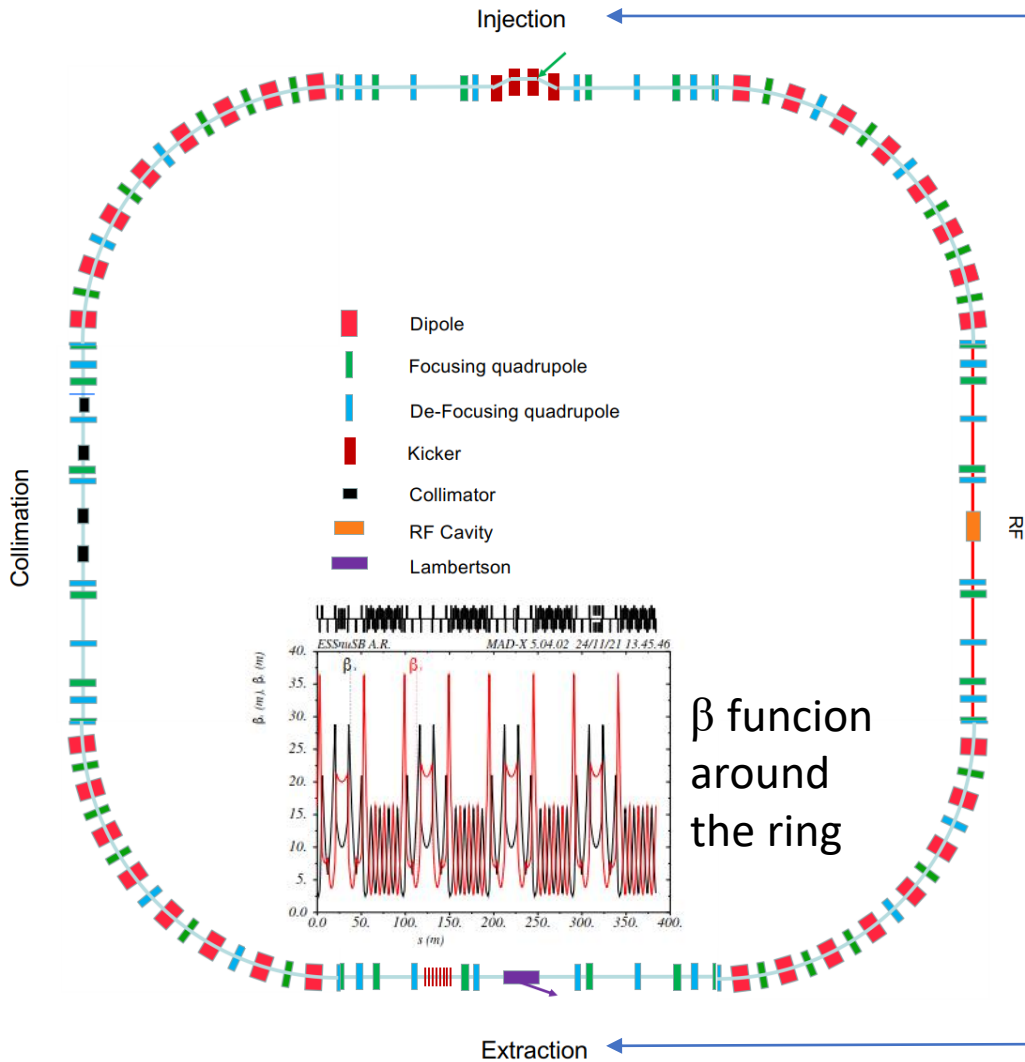 Injection
Dipole
Focusing quadrupole
De-Focusing quadrupole
Kicker
Collimator
RF Cavity
Lambertson
Collimation
RF
ESSnuSB A.R.
MAD-X 5.04.02 24/11/21 13.45.46
β (m), β (m)
β
β
40.
35.
30.
25.
20.
15.
10.
5.
0.0
0.0 50. 100. 150. 200. 250. 300. 350. 400.
s (m)
β funcion
around
the ring
Extraction